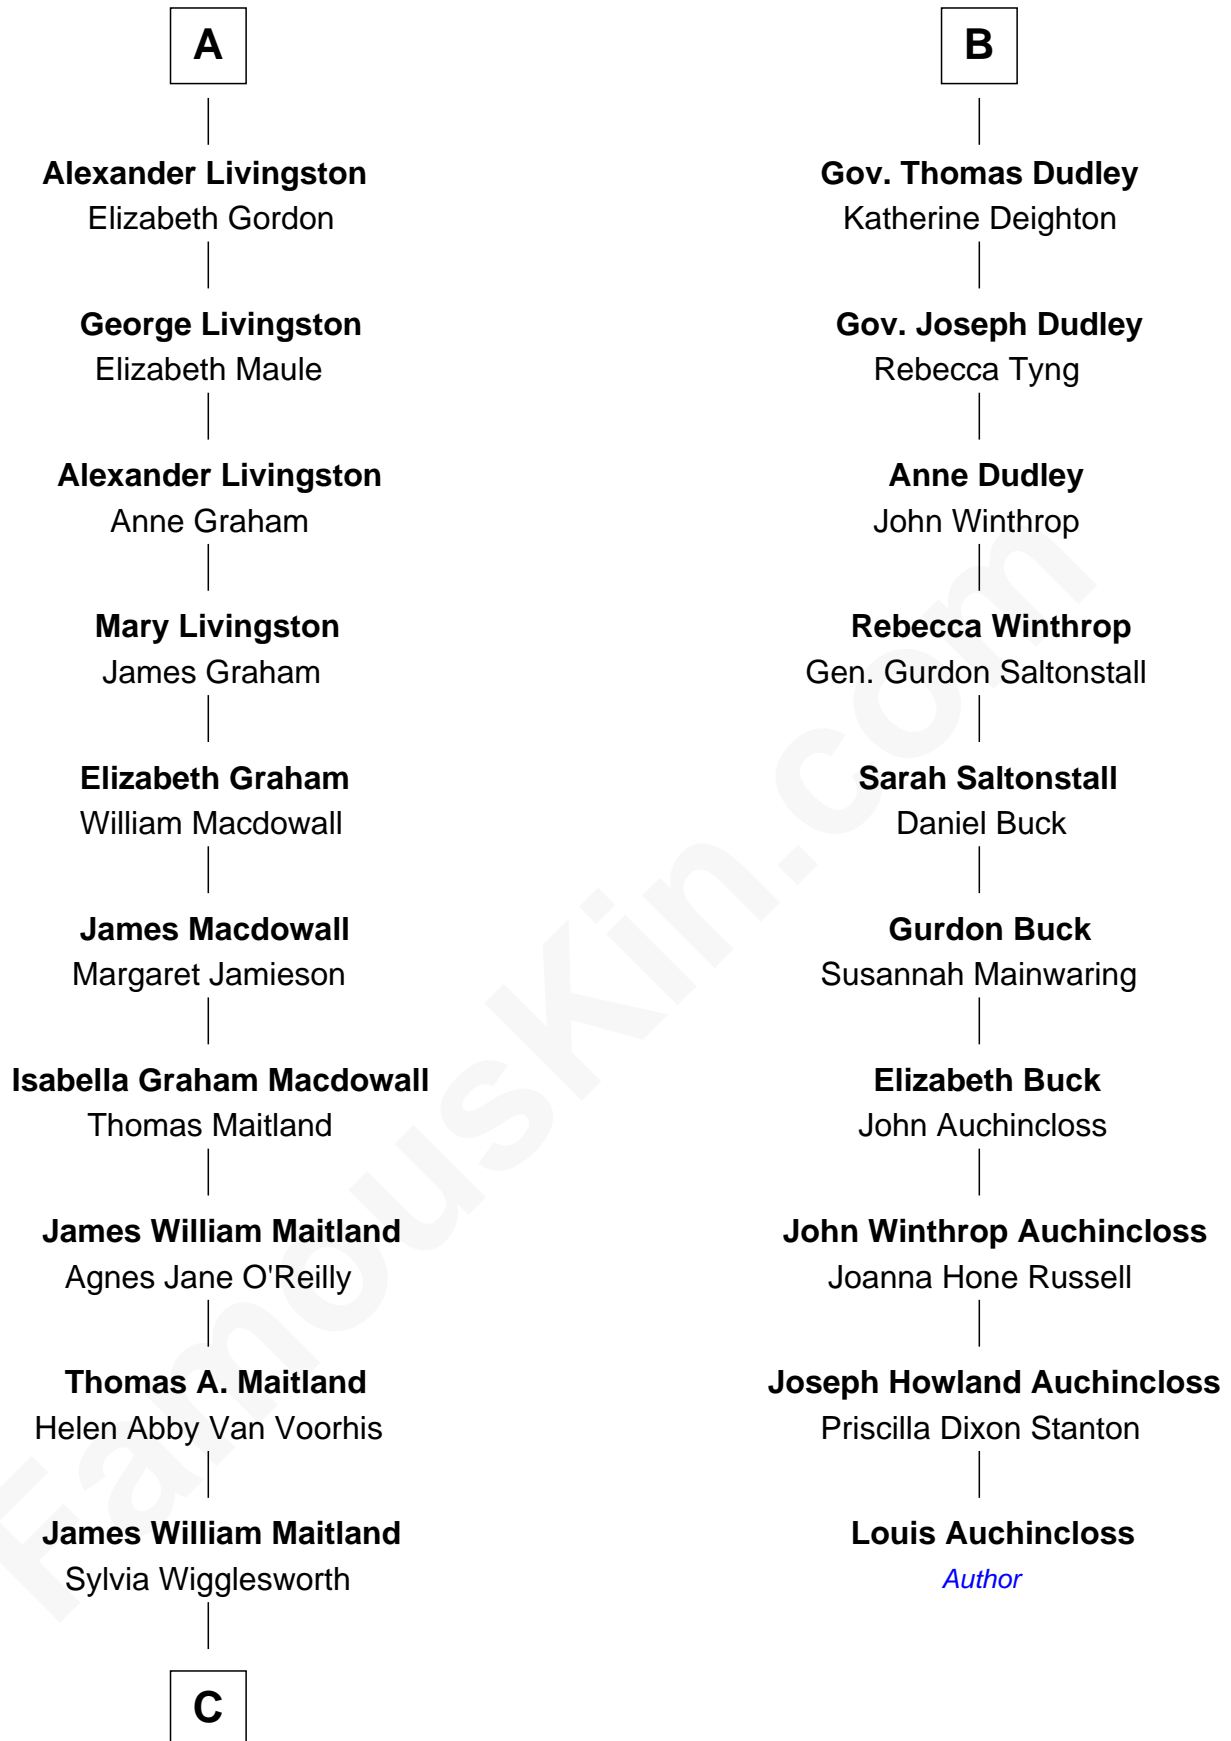 A
Alexander Livingston
Elizabeth Gordon
George Livingston
Elizabeth Maule
Alexander Livingston
Anne Graham
Mary Livingston
James Graham
Elizabeth Graham
William Macdowall
James Macdowall
Margaret Jamieson
Isabella Graham Macdowall
Thomas Maitland
James William Maitland
Agnes Jane O'Reilly
Thomas A. Maitland
Helen Abby Van Voorhis
James William Maitland
Sylvia Wigglesworth
C
B
Gov. Thomas Dudley
Katherine Deighton
Gov. Joseph Dudley
Rebecca Tyng
Anne Dudley
John Winthrop
Rebecca Winthrop
Gen. Gurdon Saltonstall
Sarah Saltonstall
Daniel Buck
Gurdon Buck
Susannah Mainwaring
Elizabeth Buck
John Auchincloss
John Winthrop Auchincloss
Joanna Hone Russell
Joseph Howland Auchincloss
Priscilla Dixon Stanton
Louis Auchincloss
Author
FamousKin.com